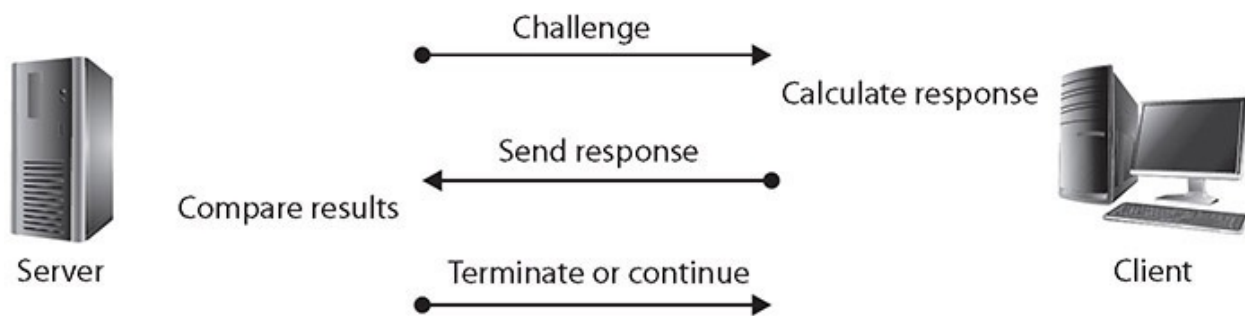 Challenge
Calculate response
Send response
Compare results
Server
Terminate or continue
Client